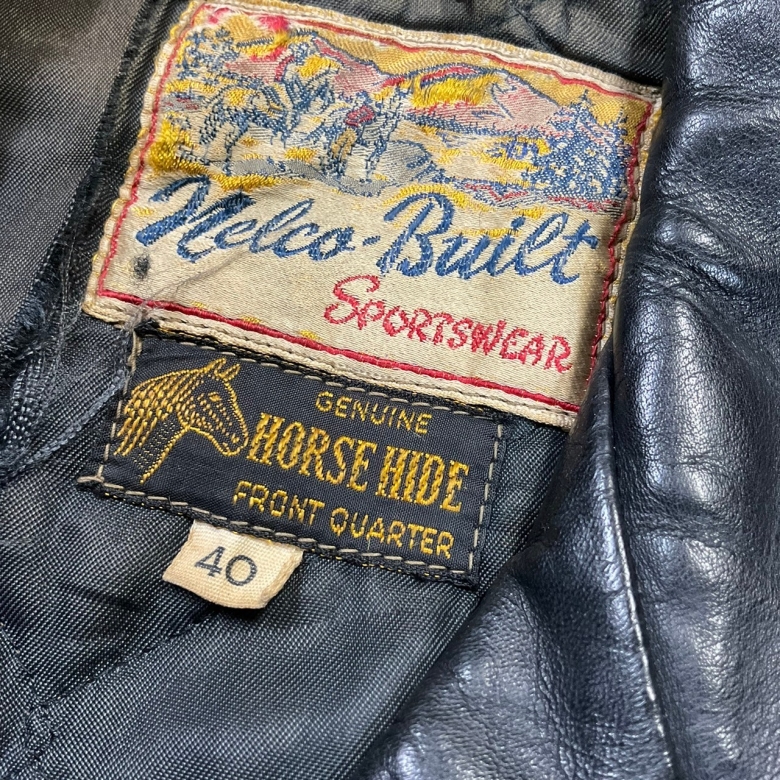 Nelco-Built
SPORTSWEAR
GENUINE
HORSE HIDE
FRONT QUARTER
40